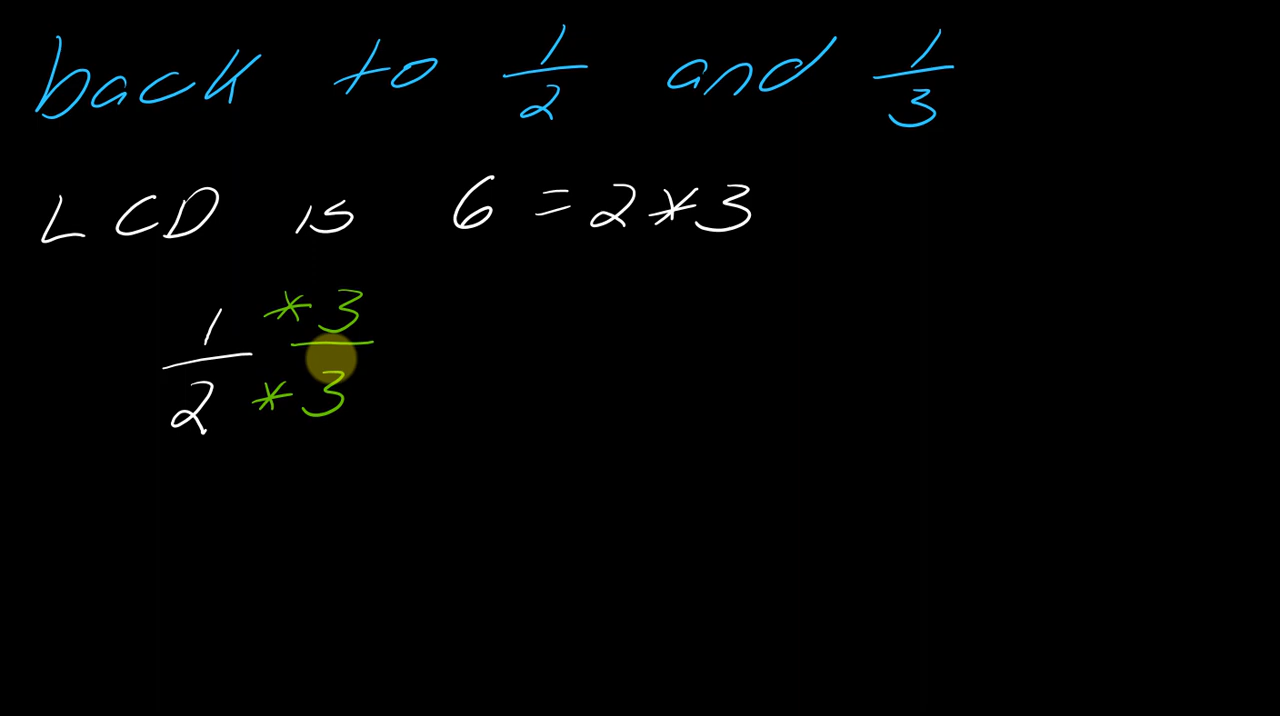 back to 1/2 and 1/3
LCD is 6 = 2*3
1/2 *3/*3